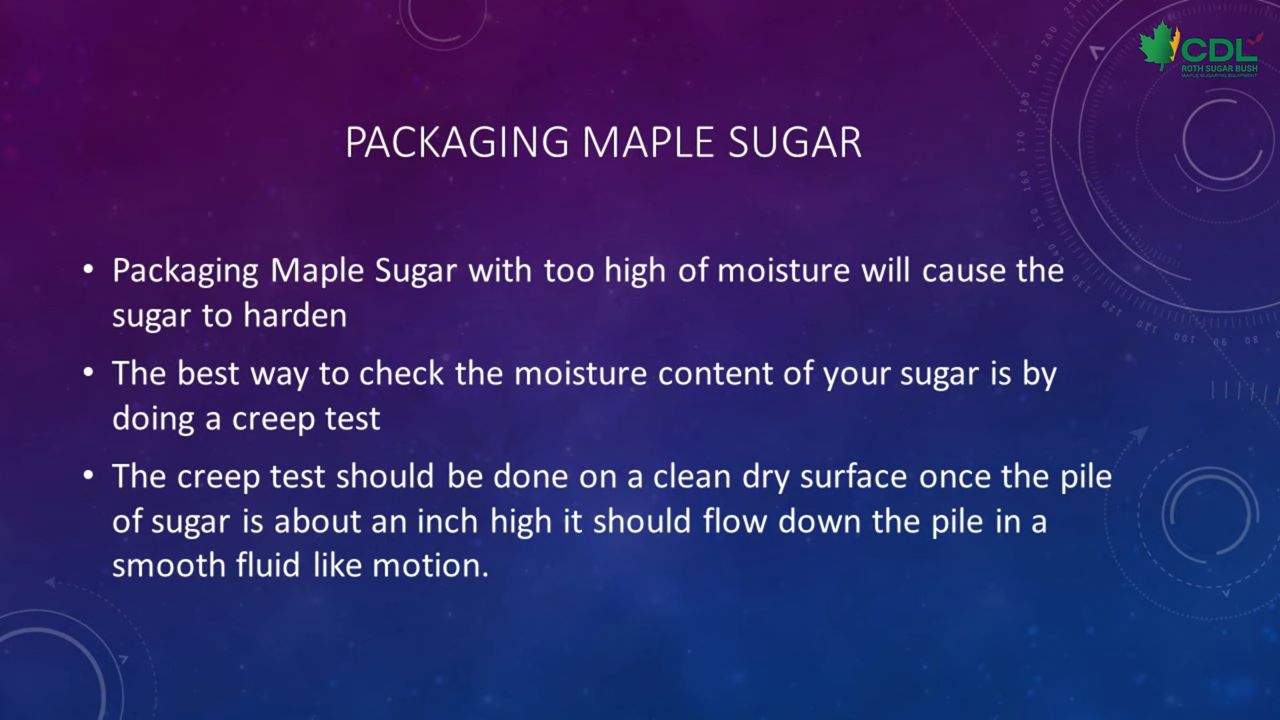 CDL
ROTH SUGAR BUSH
MAPLE SUGARING EQUIPMENT
PACKAGING MAPLE SUGAR
• Packaging Maple Sugar with too high of moisture will cause the
sugar to harden
• The best way to check the moisture content of your sugar is by
doing a creep test
• The creep test should be done on a clean dry surface once the pile
of sugar is about an inch high it should flow down the pile in a
smooth fluid like motion.